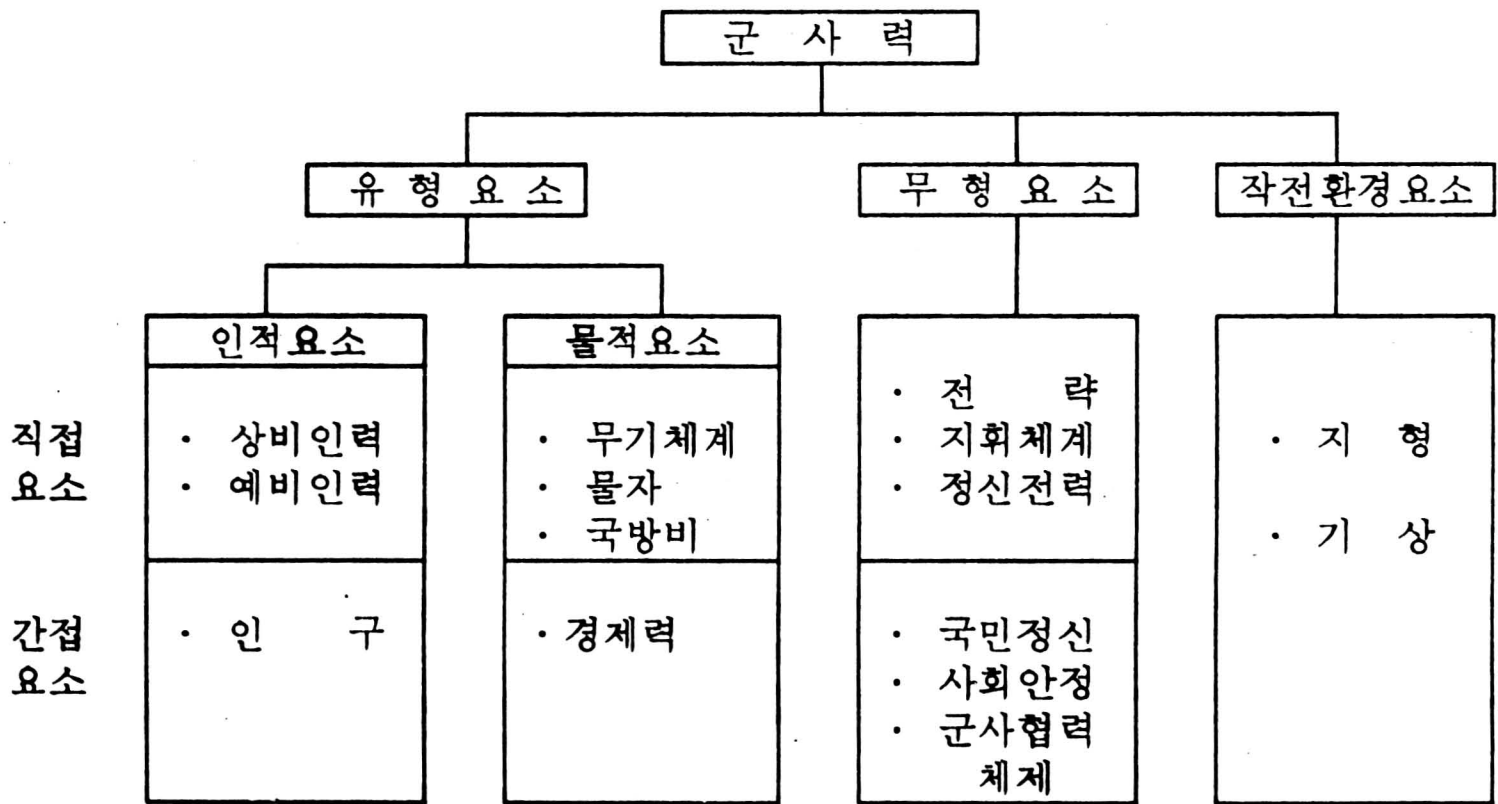 군 사 력
유 형 요 소
무 형 요 소
작전환경요소
인적요소
물적요소
직접
요소
· 상비인력
· 예비인력
· 무기체계
· 물자
· 국방비
· 전 략
· 지휘체계
· 정신전력
· 지 형
· 기 상
간접
요소
· 인 구
· 경제력
· 국민정신
· 사회안정
· 군사협력
체제